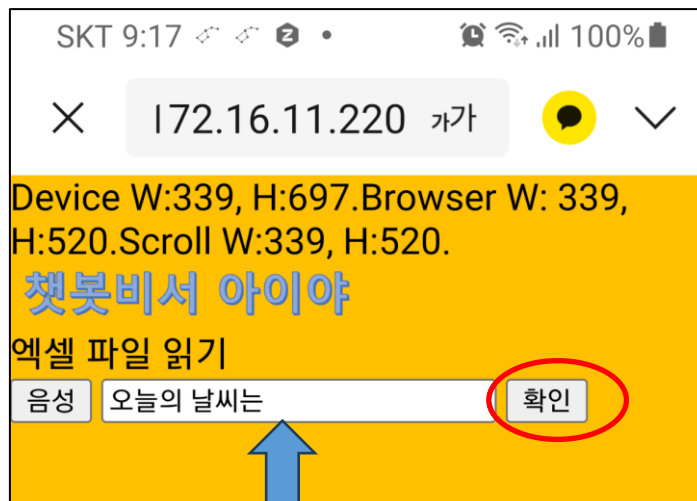 SKT 9:17
100%
172.16.11.220 가가
Device W:339, H:697.Browser W: 339,
H:520.Scroll W:339, H:520.
챗봇비서 아이야
엑셀 파일 읽기
음성 오늘의 날씨는 확인